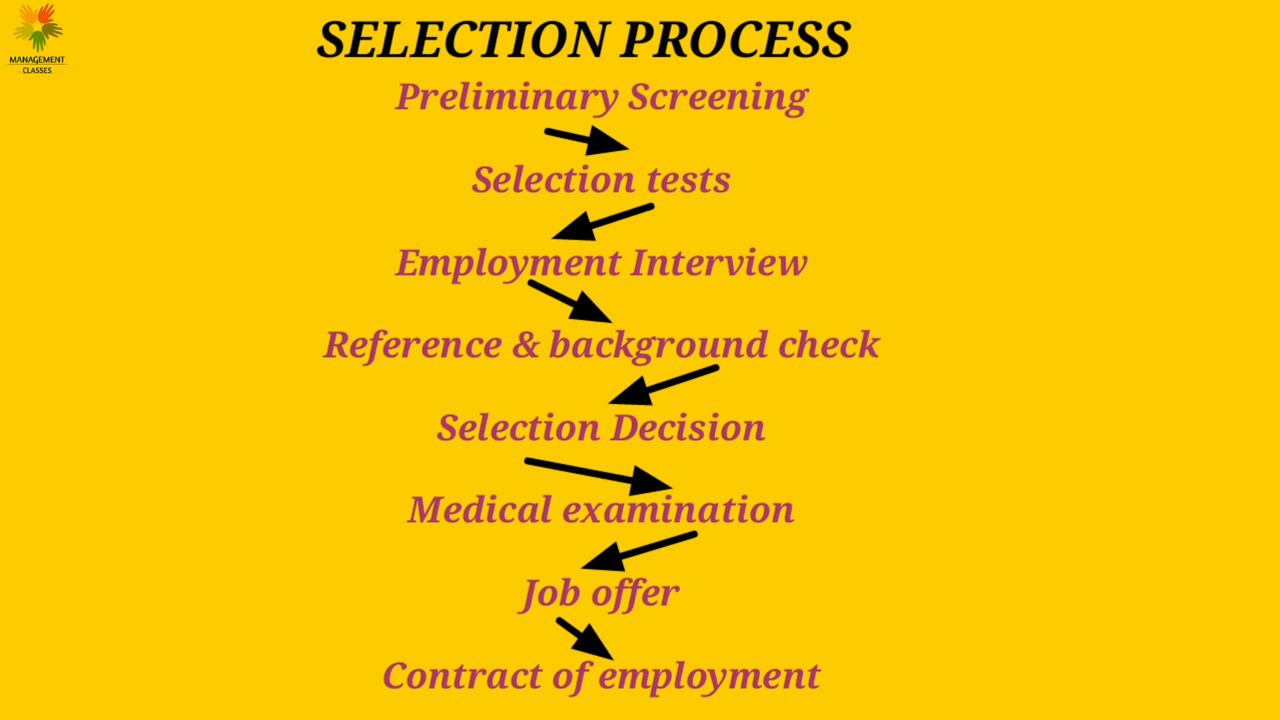 MANAGEMENT
CLASSES
SELECTION PROCESS
Preliminary Screening
Selection tests
Employment Interview
Reference & background check
Selection Decision
Medical examination
Job offer
Contract of employment